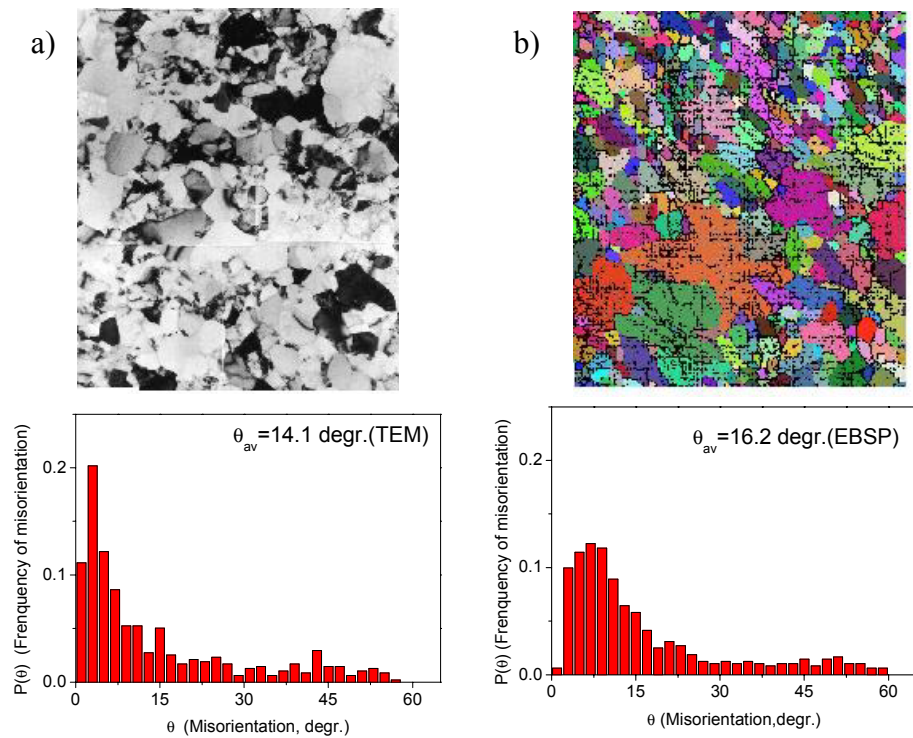 a)
b)
θav=14.1 degr.(TEM)
P(θ) (Frenquency of misorientation)
0.2
0.1
0.0
0
15
30
45
60
θ (Misorientation, degr.)
θav=16.2 degr.(EBSP)
P(θ) (Frenquency of misorientation)
0.2
0.1
0.0
0
15
30
45
60
θ (Misorientation,degr.)